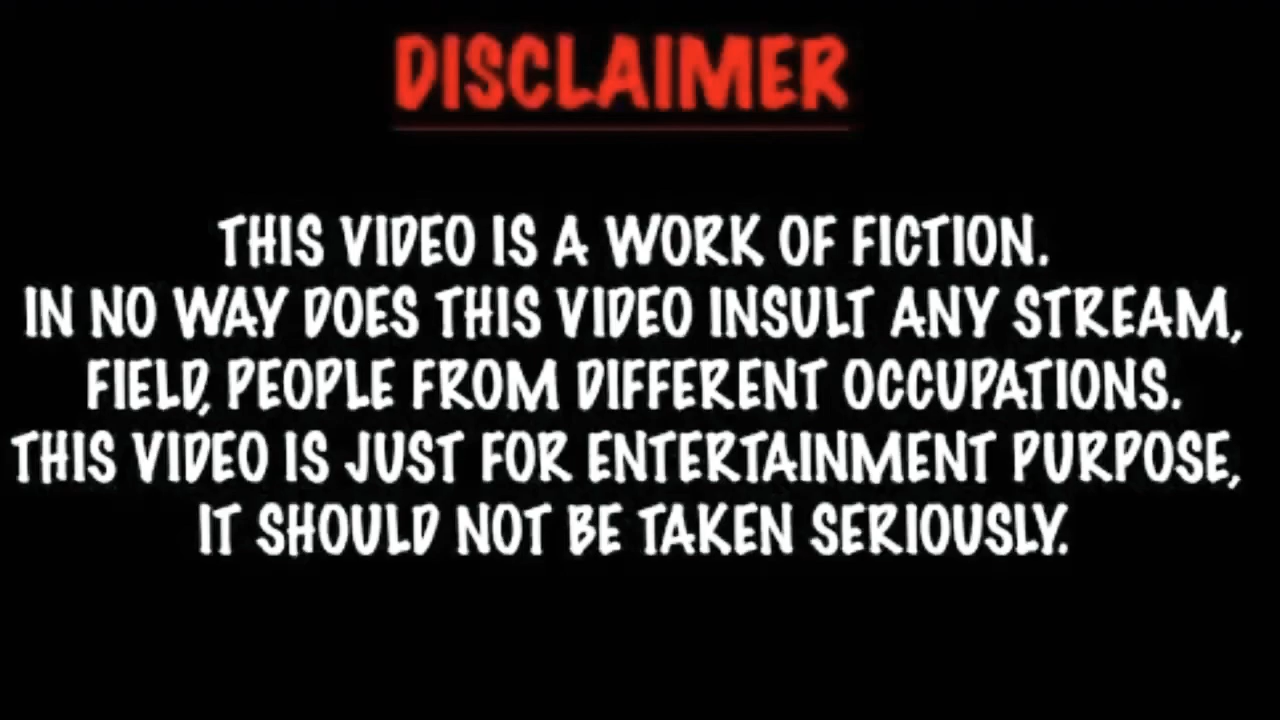 DISCLAIMER
THIS VIDEO IS A WORK OF FICTION.
IN NO WAY DOES THIS VIDEO INSULT ANY STREAM,
FIELD, PEOPLE FROM DIFFERENT OCCUPATIONS.
THIS VIDEO IS JUST FOR ENTERTAINMENT PURPOSE,
IT SHOULD NOT BE TAKEN SERIOUSLY.